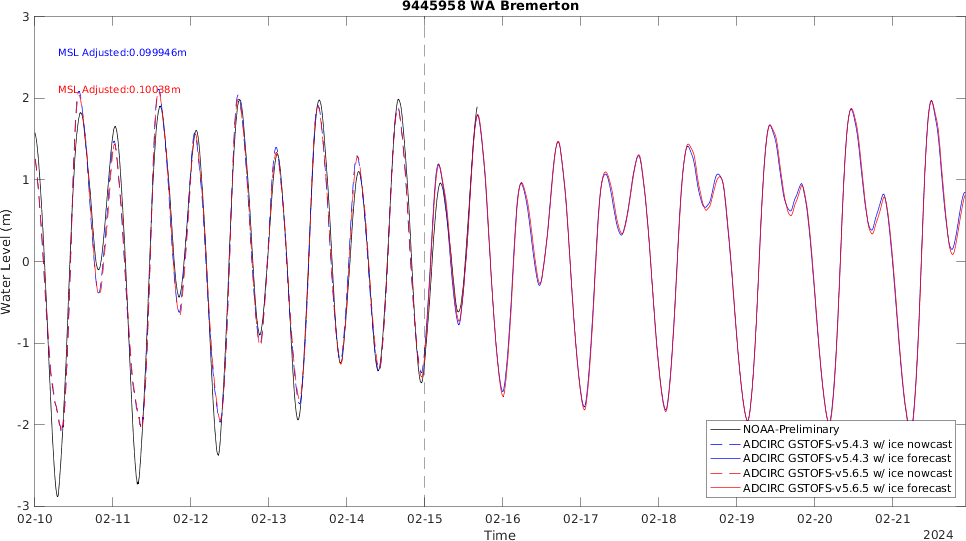 9445958 WA Bremerton
3
MSL Adjusted:0.099946m
2
MSL Adjusted:0.10038m
1
0
-1
-2
-3
Water Level (m)
NOAA-Preliminary
ADCIRC GSTOFS-v5.4.3 w/ ice nowcast
ADCIRC GSTOFS-v5.4.3 w/ ice forecast
ADCIRC GSTOFS-v5.6.5 w/ ice nowcast
ADCIRC GSTOFS-v5.6.5 w/ ice forecast
02-10 02-11 02-12 02-13 02-14 02-15 02-16 02-17 02-18 02-19 02-20 02-21
Time
2024